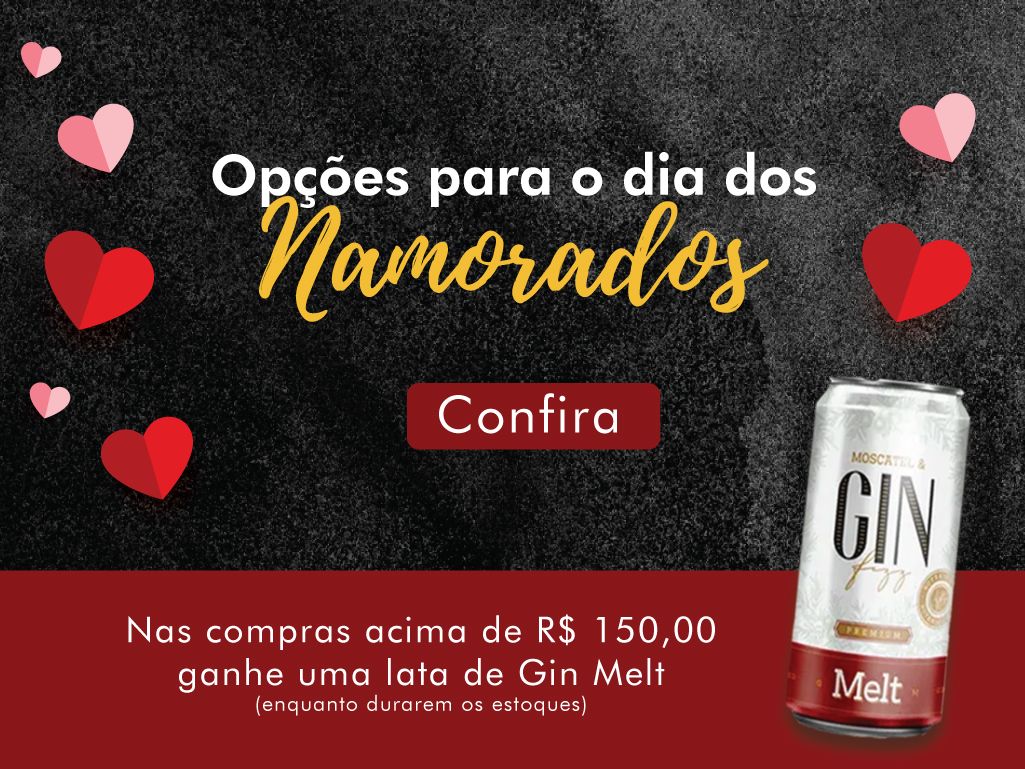 Opções para o dia dos
Namorados
Confira
MOSCATEL &
GIN
fizz
PREMIUM
Melt
Nas compras acima de R$ 150,00
ganhe uma lata de Gin Melt
(enquanto durarem os estoques)